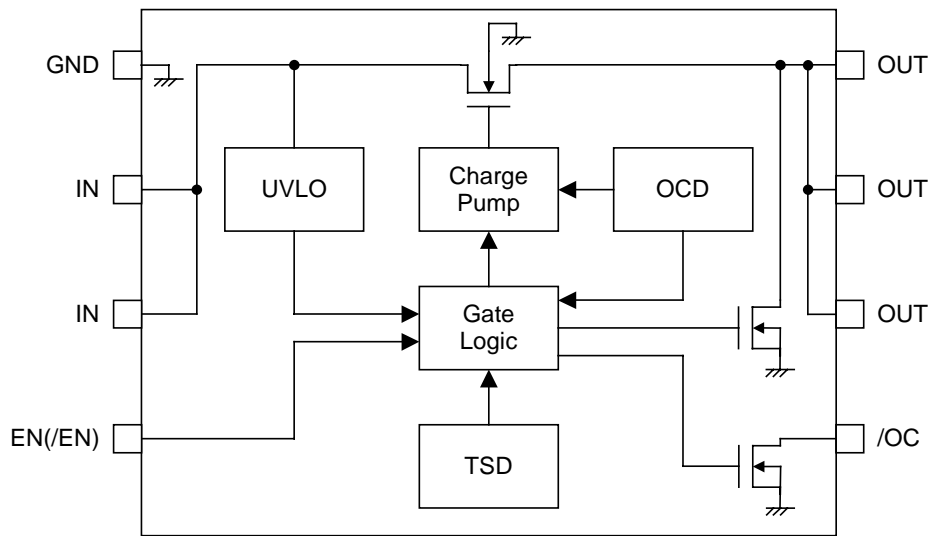 GND
OUT
IN
UVLO
Charge
Pump
OCD
OUT
IN
Gate
Logic
OUT
EN(/EN)
TSD
/OC